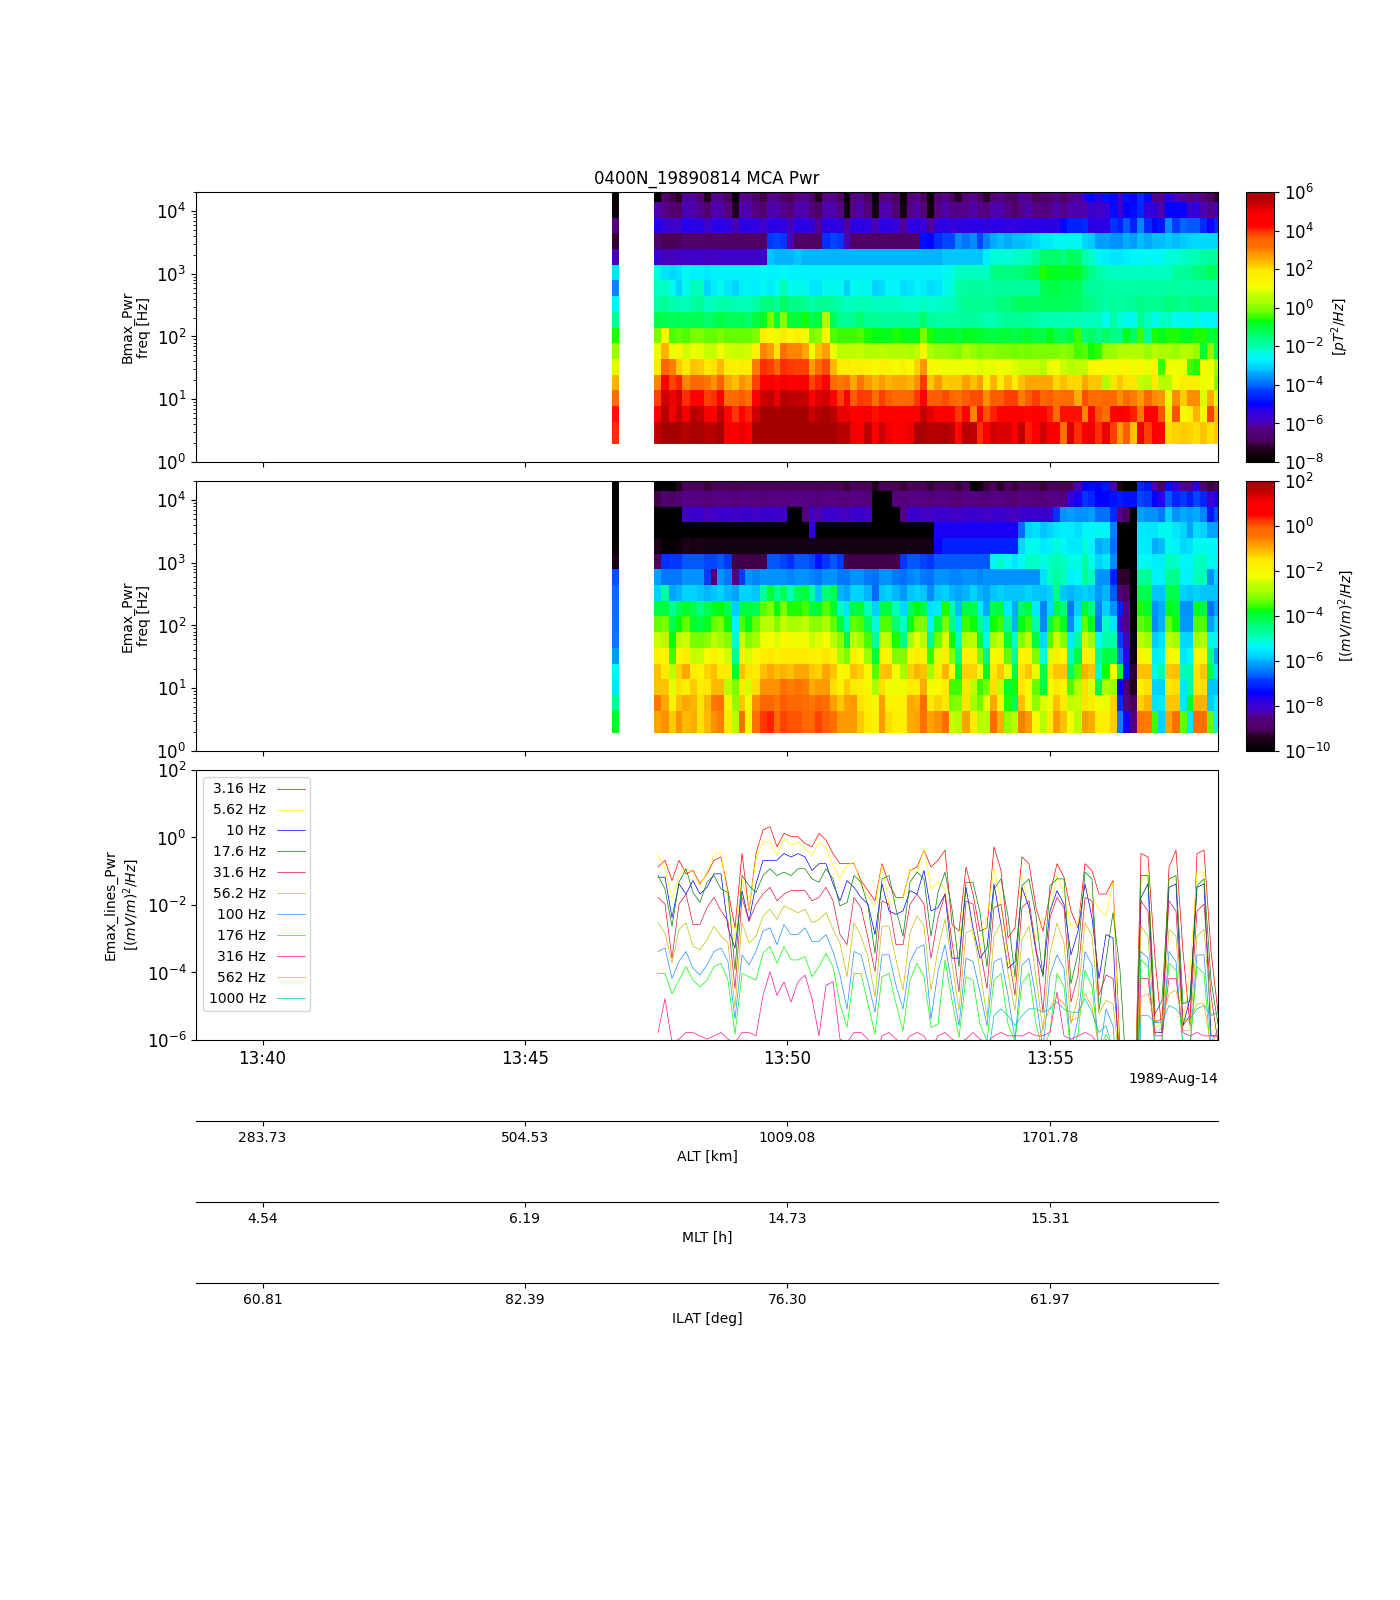 0400N_19890814 MCA Pwr
10^4
10^3
10^2
10^1
10^0
Bmax_Pwr
freq [Hz]
10^6
10^4
10^2
10^0
10^-2
10^-4
10^-6
10^-8
[pT^2/Hz]
10^4
10^3
10^2
10^1
10^0
Emax_Pwr
freq [Hz]
10^2
10^0
10^-2
10^-4
10^-6
10^-8
10^-10
[(mV/m)^2/Hz]
10^2
10^0
10^-2
10^-4
10^-6
Emax_lines_Pwr
[(mV/m)^2/Hz]
3.16 Hz
5.62 Hz
10 Hz
17.6 Hz
31.6 Hz
56.2 Hz
100 Hz
176 Hz
316 Hz
562 Hz
1000 Hz
13:40 13:45 13:50 13:55
1989-Aug-14
283.73 504.53 1009.08 1701.78
ALT [km]
4.54 6.19 14.73 15.31
MLT [h]
60.81 82.39 76.30 61.97
ILAT [deg]